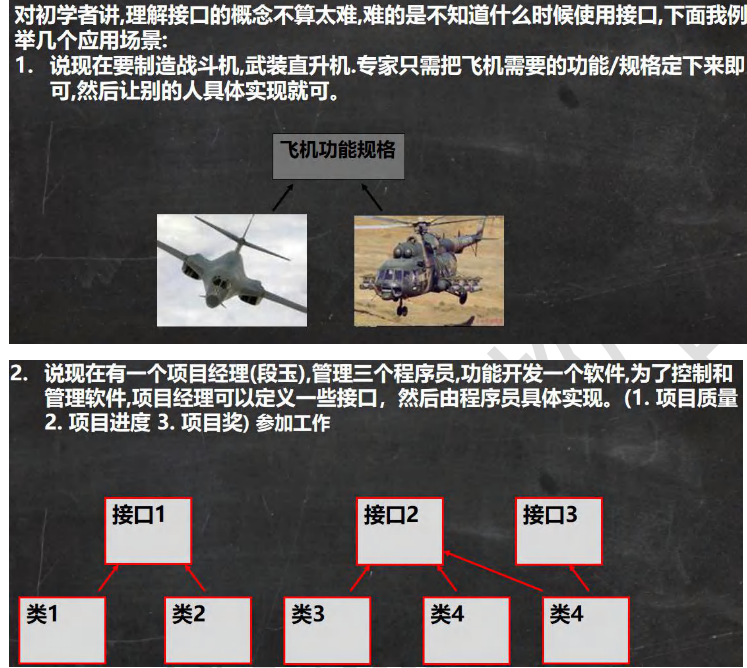 对初学者讲,理解接口的概念不算太难,难的是不知道什么时候使用接口,下面我例
举几个应用场景:
1. 说现在要制造战斗机,武装直升机.专家只需把飞机需要的功能/规格定下来即
可,然后让别的人具体实现就可。
飞机功能规格
2. 说现在有一个项目经理(段玉),管理三个程序员,功能开发一个软件,为了控制和
管理软件,项目经理可以定义一些接口，然后由程序员具体实现。(1. 项目质量
2. 项目进度 3. 项目奖) 参加工作
接口1
接口2
接口3
类1
类2
类3
类4
类4